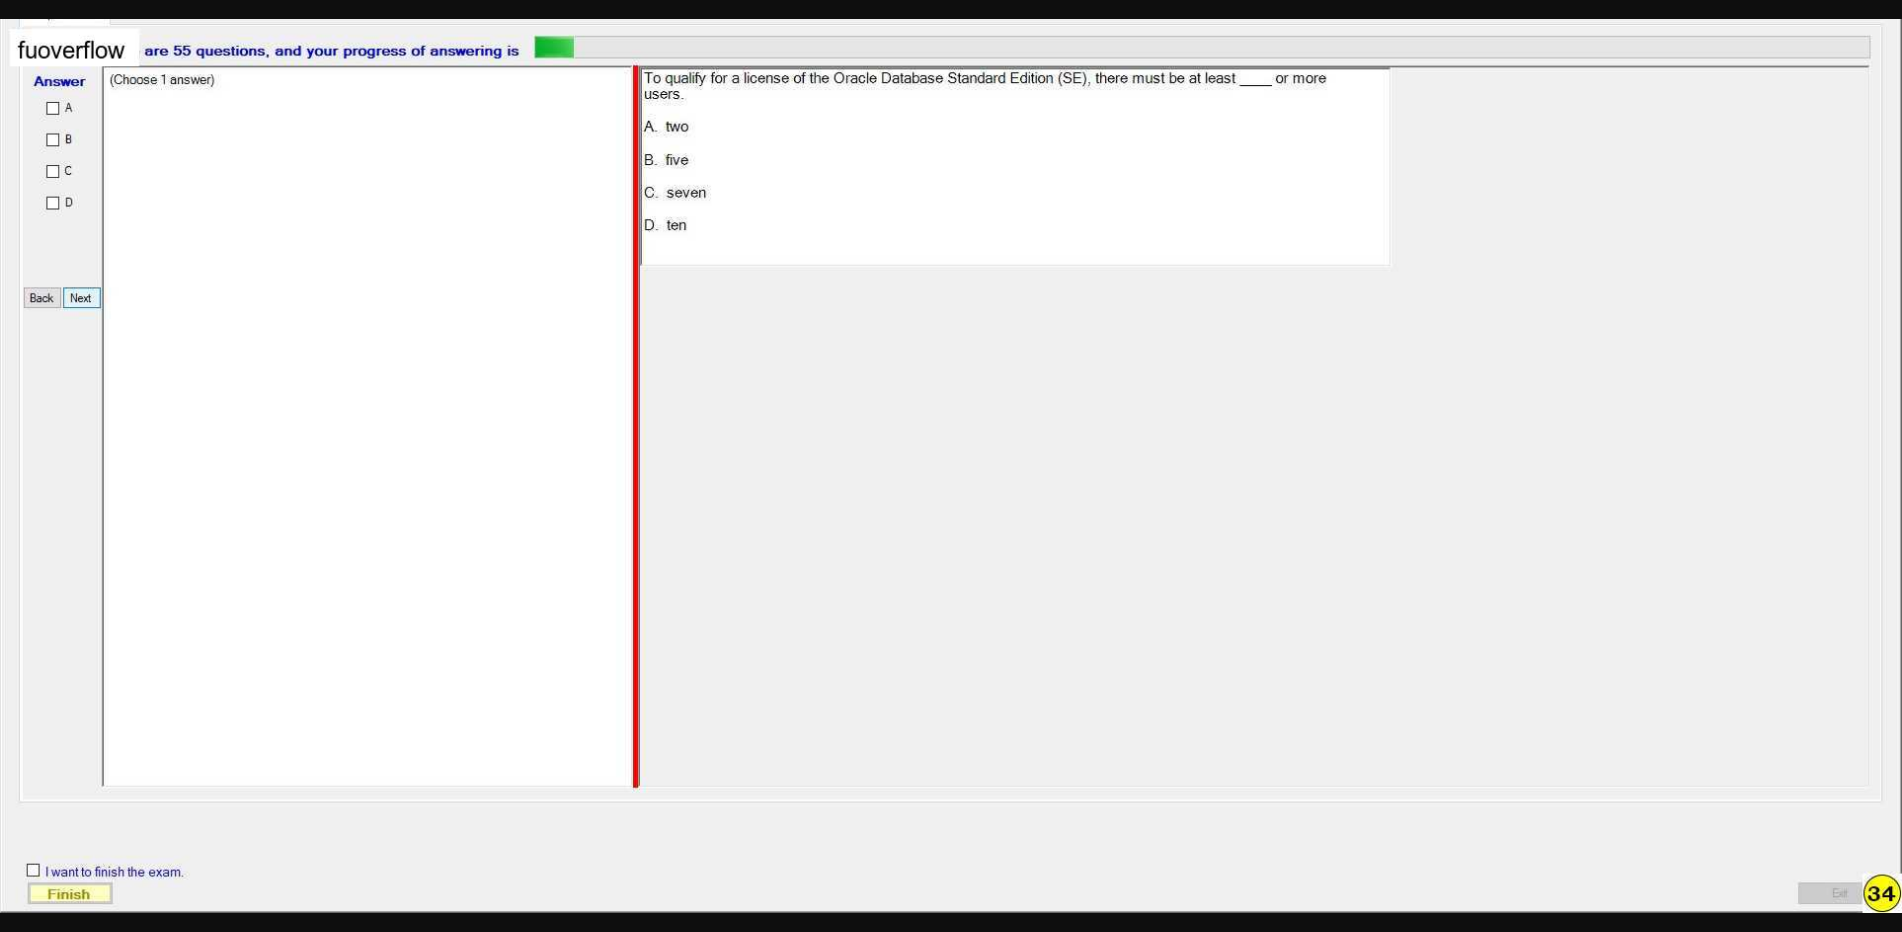 fuoverflow are 55 questions, and your progress of answering is
Answer
(Choose 1 answer)
A
B
C
D
Back Next
To qualify for a license of the Oracle Database Standard Edition (SE), there must be at least ____ or more
users.
A. two
B. five
C. seven
D. ten
I want to finish the exam.
Finish
Exit
34